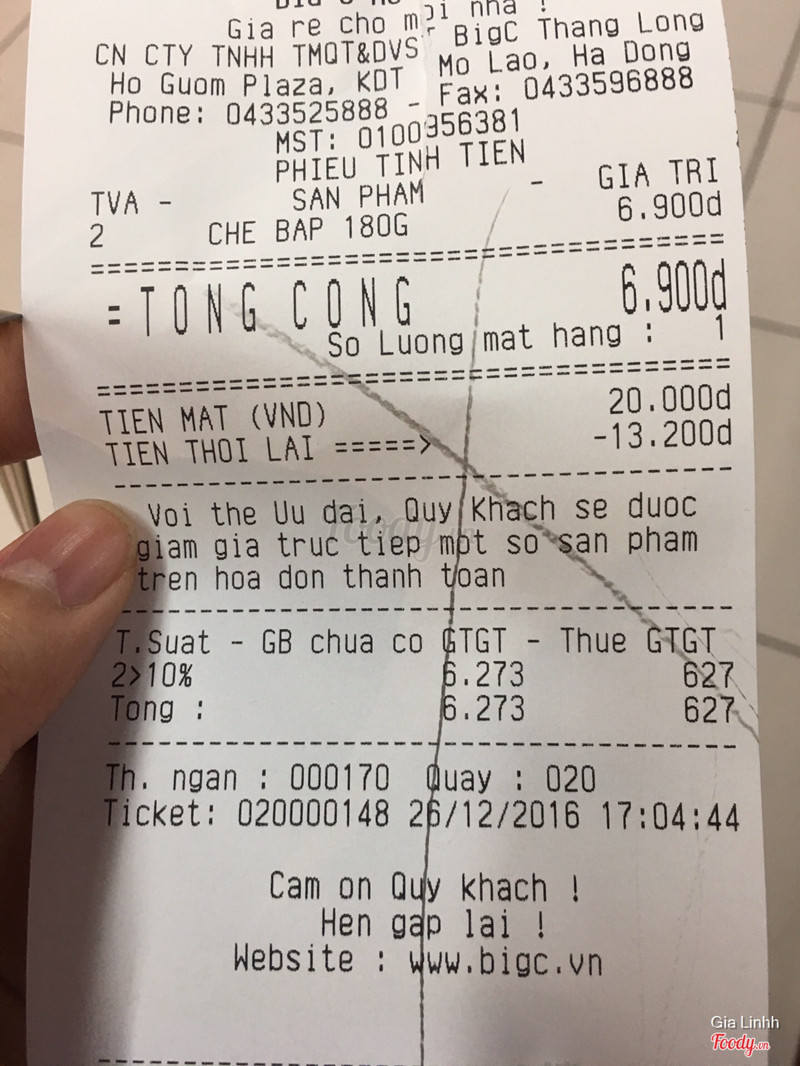 Gia re cho moi nha !
CN CTY TNHH TMQT&DVST BigC Thang Long
Ho Guom Plaza, KDT Mo Lao, Ha Dong
Phone: 0433525888 - Fax: 0433596888
MST: 0100956381
PHIEU TINH TIEN
TVA - SAN PHAM - GIA TRI
2 CHE BAP 180G 6.900d
=====================================
=TONG CONG 6.900d
So Luong mat hang : 1
=====================================
TIEN MAT (VND) 20.000d
TIEN THOI LAI =====> -13.200d
-------------------------------------
Voi the Uu dai, Quy Khach se duoc
giam gia truc tiep mot so san pham
tren hoa don thanh toan
-------------------------------------
T.Suat - GB chua co GTGT - Thue GTGT
2>10% 6.273 627
Tong : 6.273 627
-------------------------------------
Th. ngan : 000170 Quay : 020
Ticket: 020000148 26/12/2016 17:04:44
Cam on Quy khach !
Hen gap lai !
Website : www.bigc.vn
Gia Linhh
Foody.vn